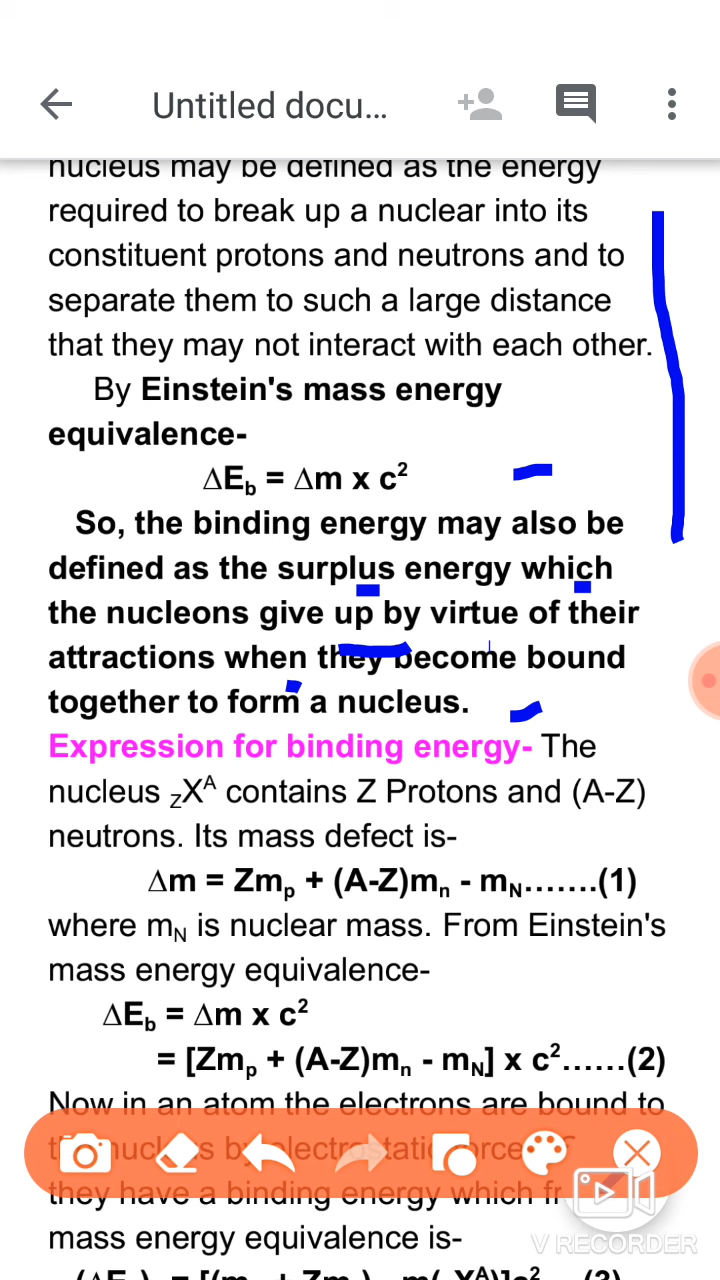 Untitled docu...
nucleus may be defined as the energy
required to break up a nuclear into its
constituent protons and neutrons and to
separate them to such a large distance
that they may not interact with each other.
By Einstein's mass energy
equivalence-
∆E_b = ∆m x c²
So, the binding energy may also be
defined as the surplus energy which
the nucleons give up by virtue of their
attractions when they become bound
together to form a nucleus.
Expression for binding energy- The
nucleus _ZX^A contains Z Protons and (A-Z)
neutrons. Its mass defect is-
∆m = Zm_p + (A-Z)m_n - m_N.......(1)
where m_N is nuclear mass. From Einstein's
mass energy equivalence-
∆E_b = ∆m x c²
= [Zm_p + (A-Z)m_n - m_N] x c²......(2)
Now in an atom the electrons are bound to
nucleus by electrostatic
they have a binding energy which
mass energy equivalence is-
V RECORDER